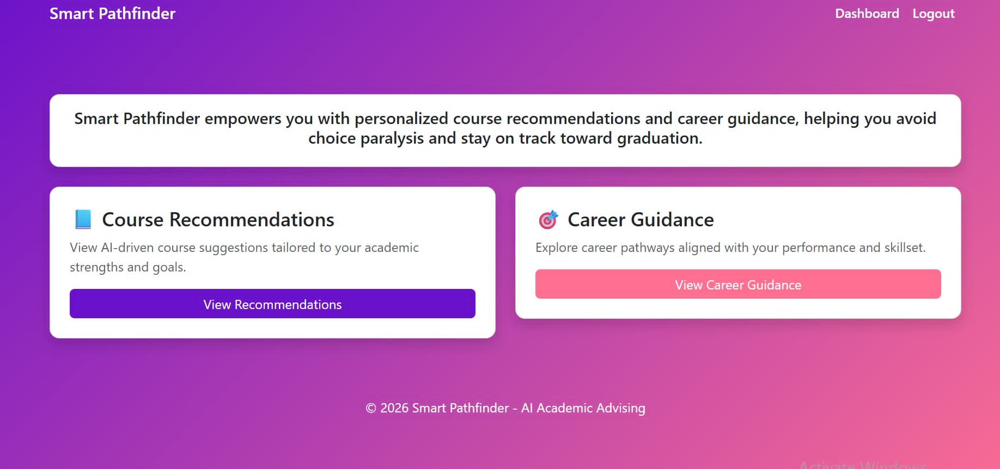 Smart Pathfinder
Dashboard Logout
Smart Pathfinder empowers you with personalized course recommendations and career guidance, helping you avoid
choice paralysis and stay on track toward graduation.
Course Recommendations
View AI-driven course suggestions tailored to your academic
strengths and goals.
View Recommendations
Career Guidance
Explore career pathways aligned with your performance and skillset.
View Career Guidance
© 2026 Smart Pathfinder - AI Academic Advising
Activate Windows